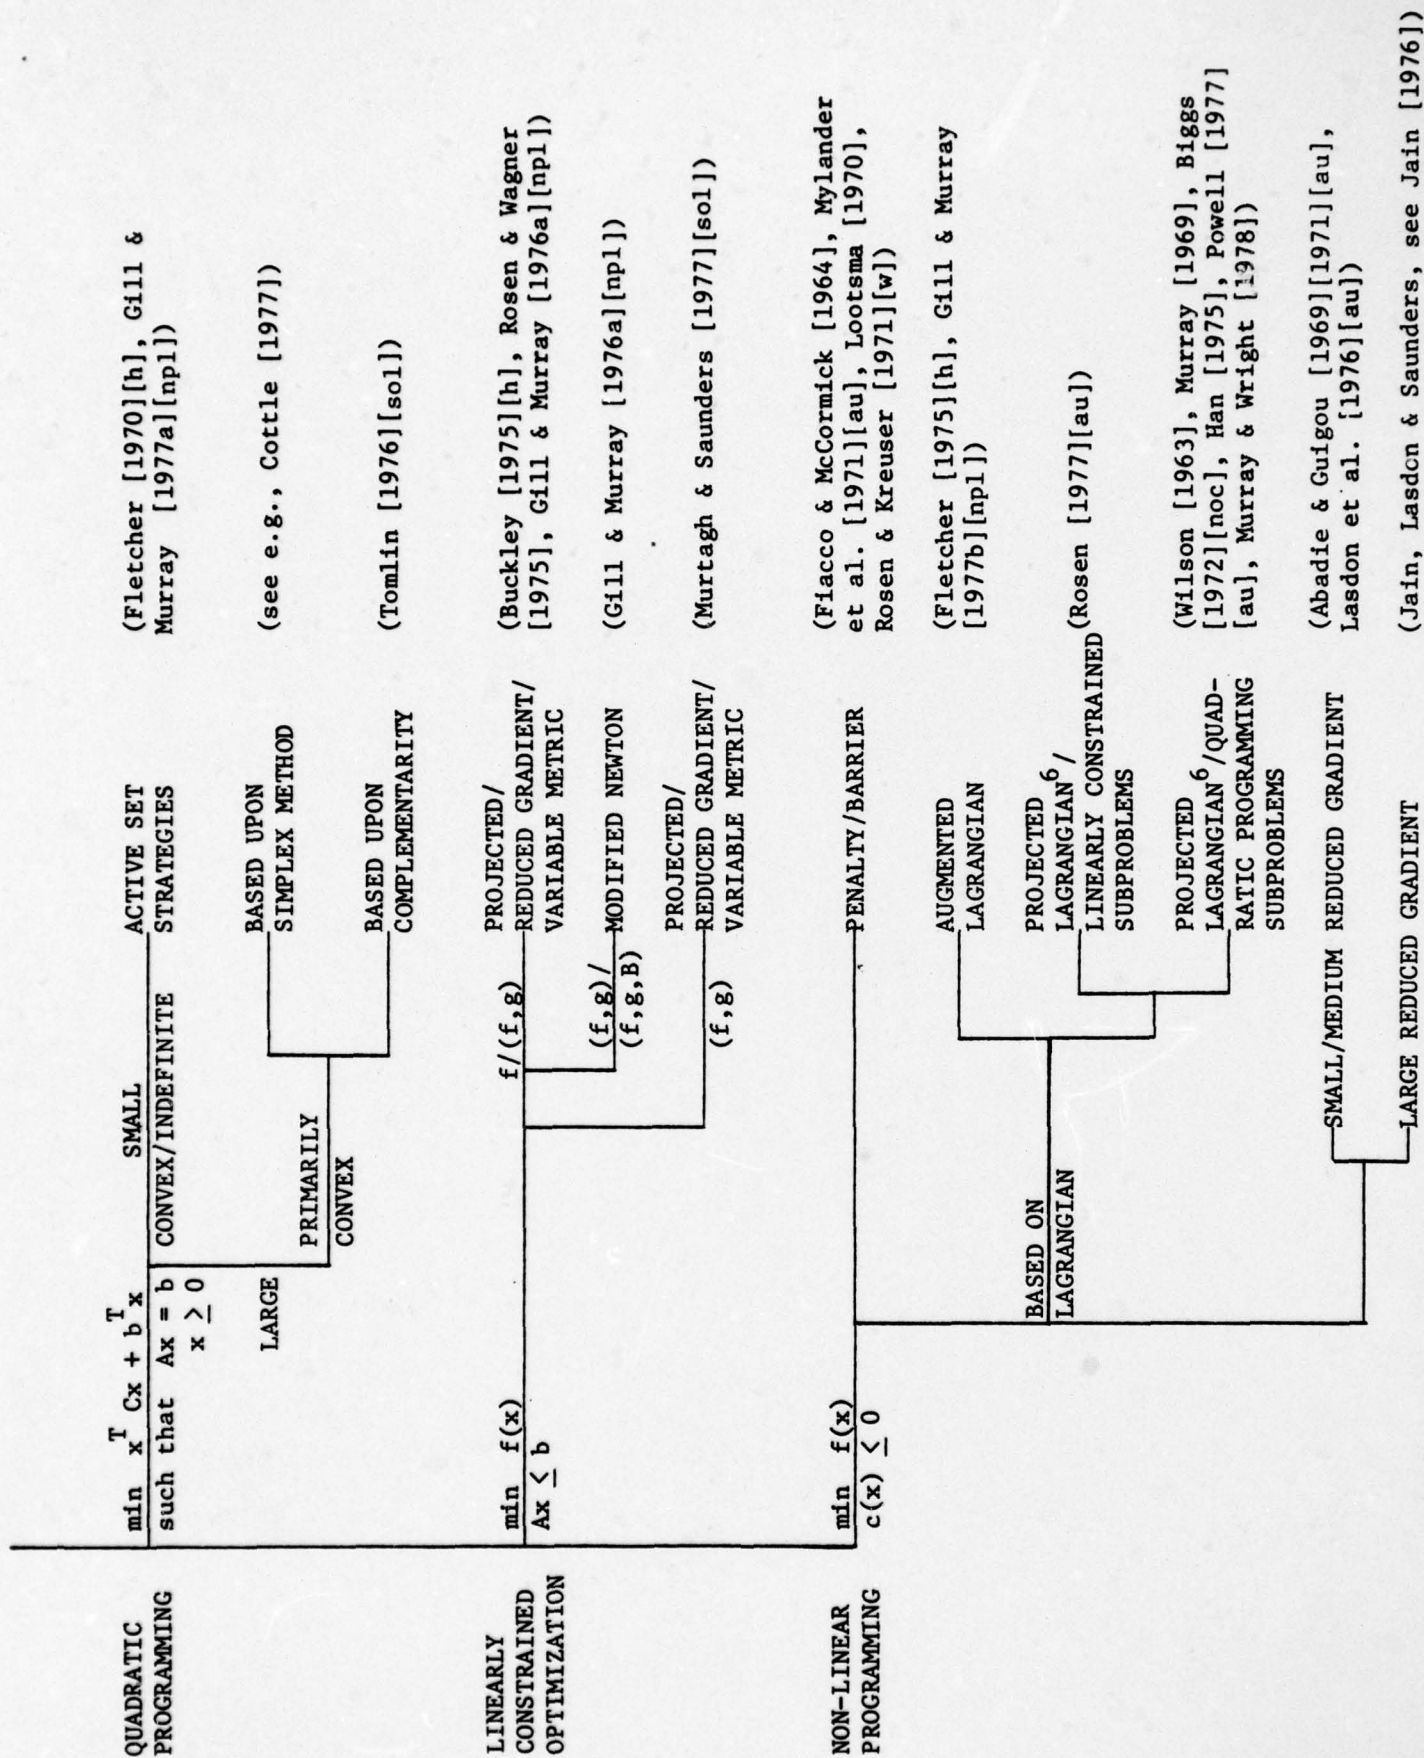 QUADRATIC
PROGRAMMING
min xᵀ Cx + bᵀ x
such that Ax = b
x ≥ 0
SMALL
CONVEX/INDEFINITE
ACTIVE SET
STRATEGIES
(Fletcher [1970][h], Gill &
Murray [1977a][npl])
LARGE
PRIMARILY
CONVEX
BASED UPON
SIMPLEX METHOD
(see e.g., Cottle [1977])
BASED UPON
COMPLEMENTARITY
(Tomlin [1976][sol])
LINEARLY
CONSTRAINED
OPTIMIZATION
min f(x)
Ax ≤ b
f/(f,g)
PROJECTED/
REDUCED GRADIENT/
VARIABLE METRIC
(Buckley [1975][h], Rosen & Wagner
[1975], Gill & Murray [1976a][npl])
(f,g)/
(f,g,B)
MODIFIED NEWTON
(Gill & Murray [1976a][npl])
(f,g)
PROJECTED/
REDUCED GRADIENT/
VARIABLE METRIC
(Murtagh & Saunders [1977][sol])
NON-LINEAR
PROGRAMMING
min f(x)
c(x) ≤ 0
PENALTY/BARRIER
(Fiacco & McCormick [1964], Mylander
et al. [1971][au], Lootsma [1970],
Rosen & Kreuser [1971][w])
BASED ON
LAGRANGIAN
AUGMENTED
LAGRANGIAN
(Fletcher [1975][h], Gill & Murray
[1977b][npl])
PROJECTED
LAGRANGIAN⁶/
LINEARLY CONSTRAINED
SUBPROBLEMS
(Rosen [1977][au])
PROJECTED
LAGRANGIAN⁶/QUAD-
RATIC PROGRAMMING
SUBPROBLEMS
(Wilson [1963], Murray [1969], Biggs
[1972][noc], Han [1975], Powell [1977]
[au], Murray & Wright [1978])
SMALL/MEDIUM REDUCED GRADIENT
(Abadie & Guigou [1969][1971][au],
Lasdon et al. [1976][au])
LARGE REDUCED GRADIENT
(Jain, Lasdon & Saunders, see Jain [1976])